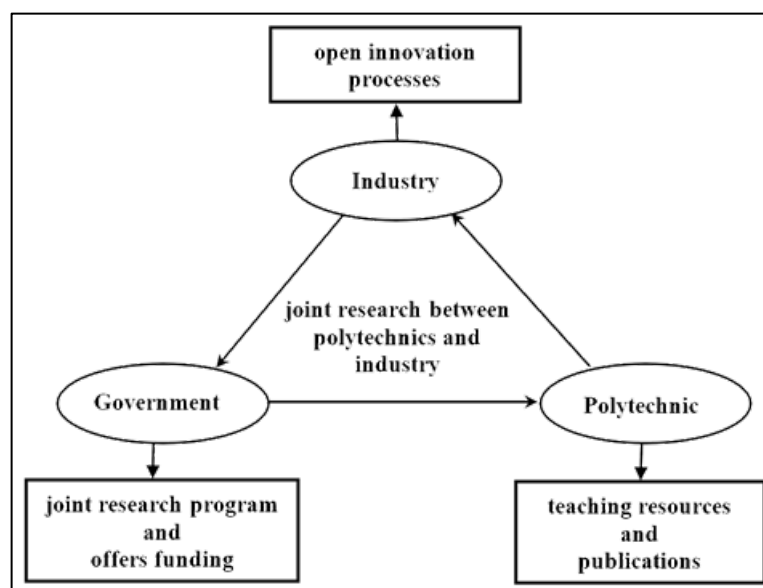 open innovation
processes
Industry
joint research between
polytechnics and
industry
Government
Polytechnic
joint research program
and
offers funding
teaching resources
and
publications